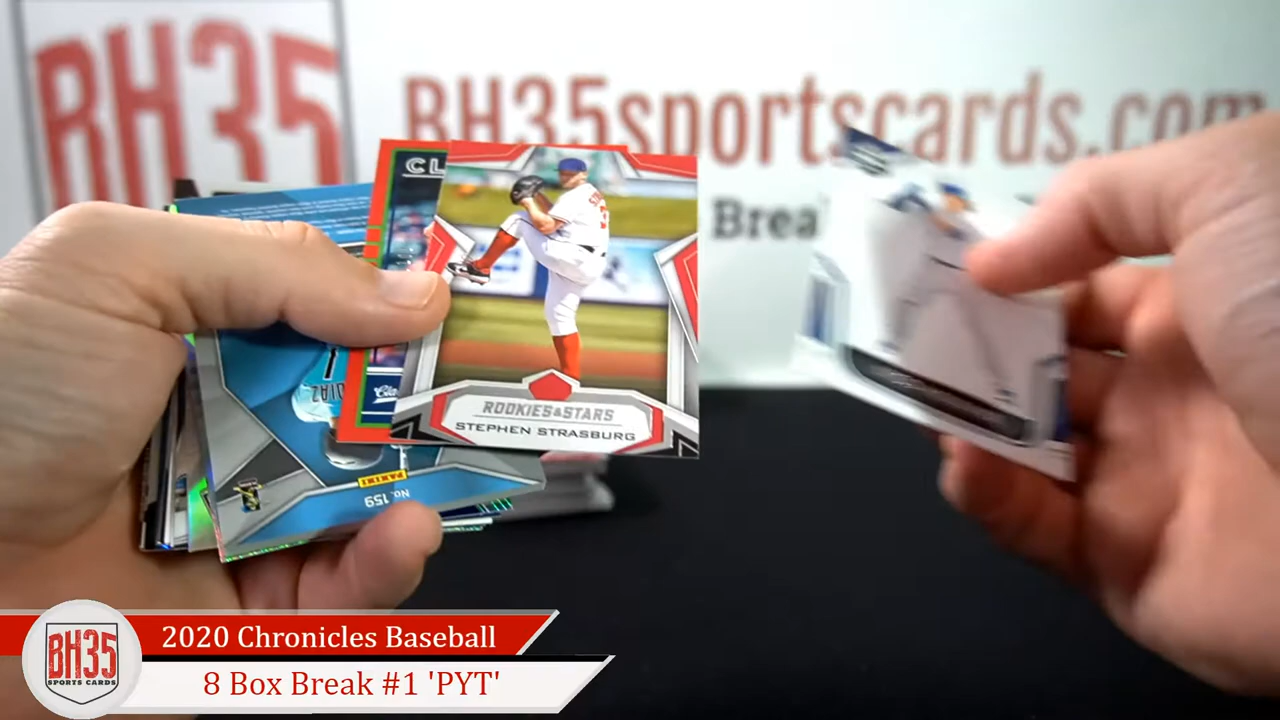 BH35
BH35sportscards.com
Brea
CL
ROOKIES&STARS
STEPHEN STRASBURG
DIAZ
PANINI
No. 159
2020 Chronicles Baseball
BH35
SPORTS CARDS
8 Box Break #1 'PYT'